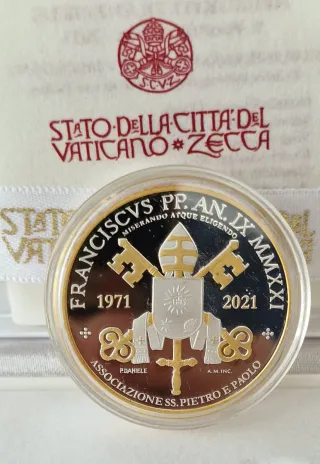 S.C.V.Z.
STATO·DELLA·CITTA·DEL
VATICANO ZECCA
STATO
VATIC
FRANCISCVS PP. AN. IX MMXXI
MISERANDO ATQUE ELIGENDO
1971
2021
P.DANIELE
A.M. INC.
ASSOCIAZIONE SS. PIETRO E PAOLO